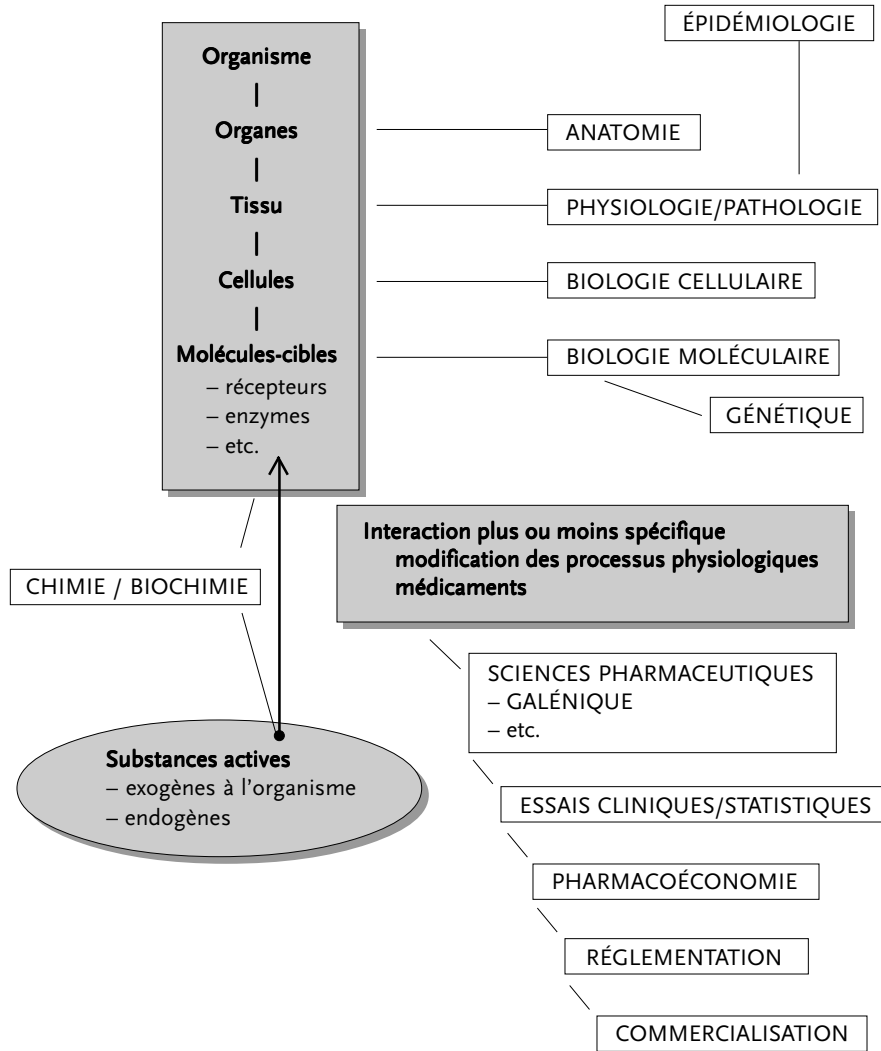 ÉPIDÉMIOLOGIE
Organisme
Organes
ANATOMIE
Tissu
PHYSIOLOGIE/PATHOLOGIE
Cellules
BIOLOGIE CELLULAIRE
Molécules-cibles
– récepteurs
– enzymes
– etc.
BIOLOGIE MOLÉCULAIRE
GÉNÉTIQUE
Interaction plus ou moins spécifique
modification des processus physiologiques
médicaments
CHIMIE / BIOCHIMIE
SCIENCES PHARMACEUTIQUES
– GALÉNIQUE
– etc.
Substances actives
– exogènes à l'organisme
– endogènes
ESSAIS CLINIQUES/STATISTIQUES
PHARMACOÉCONOMIE
RÉGLEMENTATION
COMMERCIALISATION